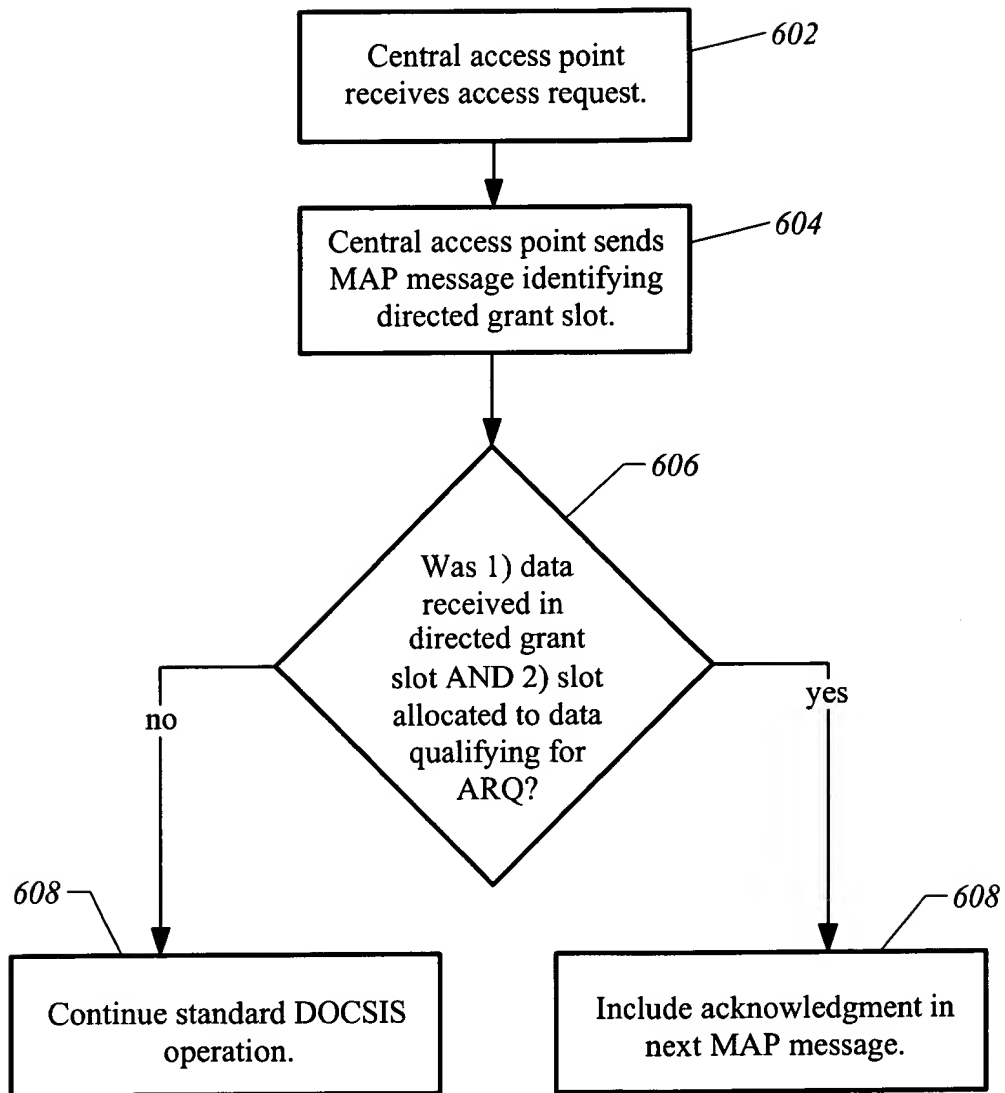 602
Central access point
receives access request.
604
Central access point sends
MAP message identifying
directed grant slot.
606
Was 1) data
received in
directed grant
slot AND 2) slot
allocated to data
qualifying for
ARQ?
no
yes
608
608
Continue standard DOCSIS
operation.
Include acknowledgment in
next MAP message.